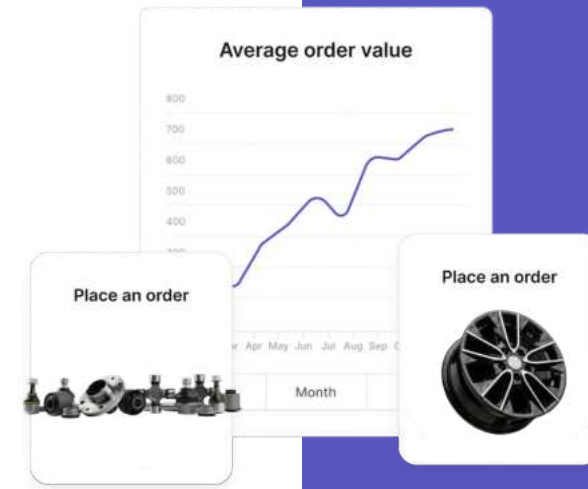 Average order value
800
700
600
500
400
Place an order
Place an order
Apr May Jun Jul Aug Sep
Month